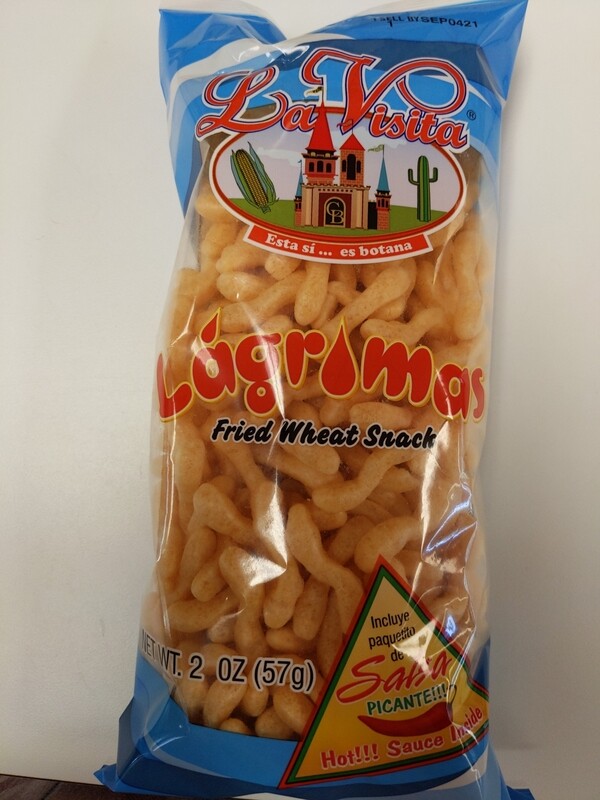 SELL BY SEP0421
La Visita®
CB
Esta sí ... es botana
Lágrimas
Fried Wheat Snack
Incluye
paquetito
de
Salsa
PICANTE!!!
Hot!!! Sauce Inside
NET WT. 2 OZ (57g)